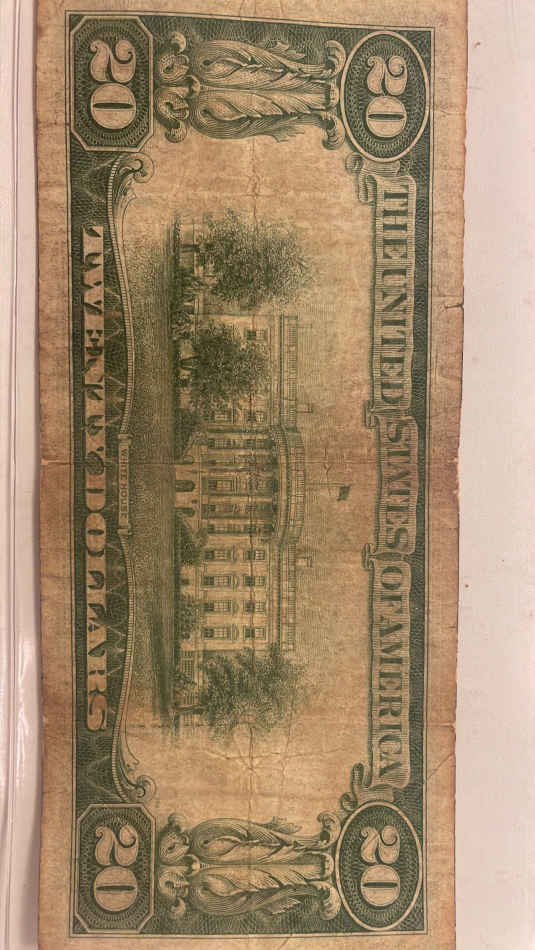 20 THE UNITED STATES OF AMERICA 20
WHITE HOUSE
20 TWENTY DOLLARS 20